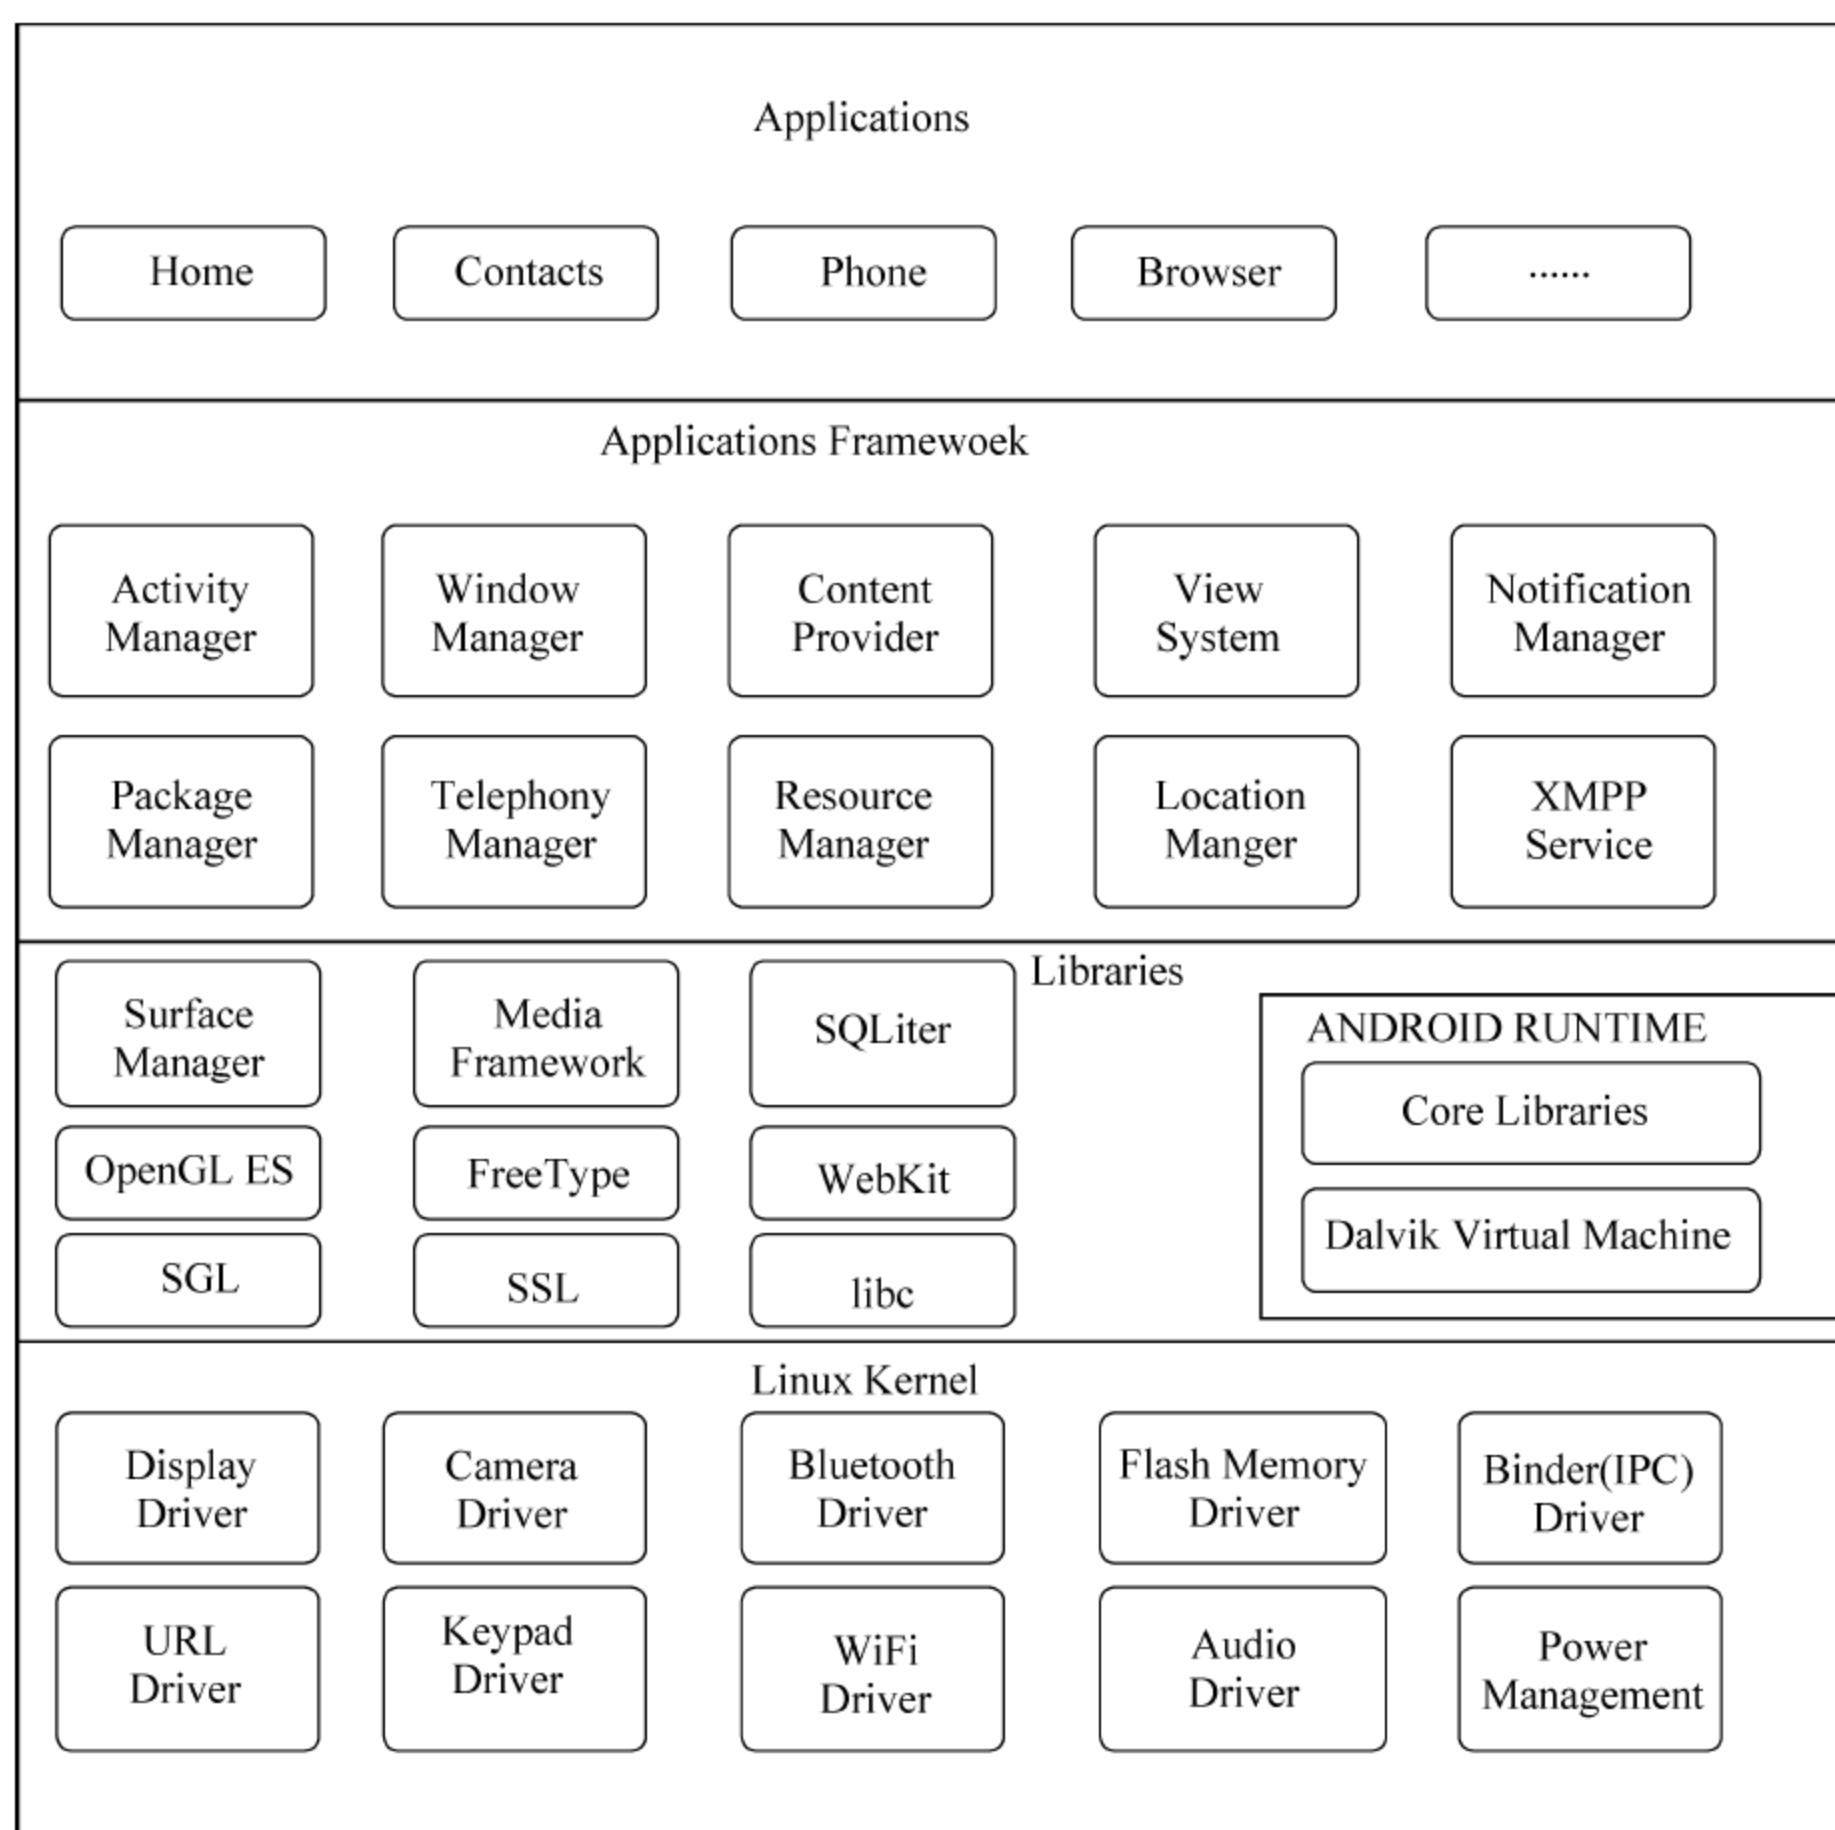 Applications
Home
Contacts
Phone
Browser
......
Applications Framewoek
Activity
Manager
Window
Manager
Content
Provider
View
System
Notification
Manager
Package
Manager
Telephony
Manager
Resource
Manager
Location
Manger
XMPP
Service
Libraries
Surface
Manager
Media
Framework
SQLiter
OpenGL ES
FreeType
WebKit
SGL
SSL
libc
ANDROID RUNTIME
Core Libraries
Dalvik Virtual Machine
Linux Kernel
Display
Driver
Camera
Driver
Bluetooth
Driver
Flash Memory
Driver
Binder(IPC)
Driver
URL
Driver
Keypad
Driver
WiFi
Driver
Audio
Driver
Power
Management